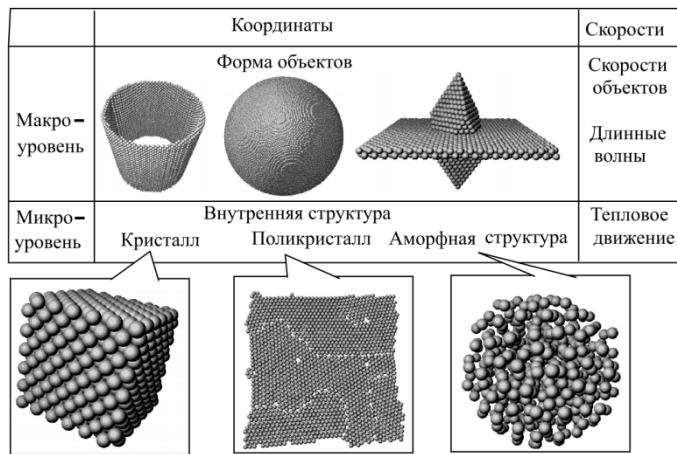 Координаты
Скорости
Форма объектов
Макро-
уровень
Скорости
объектов
Длинные
волны
Микро-
уровень
Внутренняя структура
Кристалл
Поликристалл
Аморфная структура
Тепловое
движение